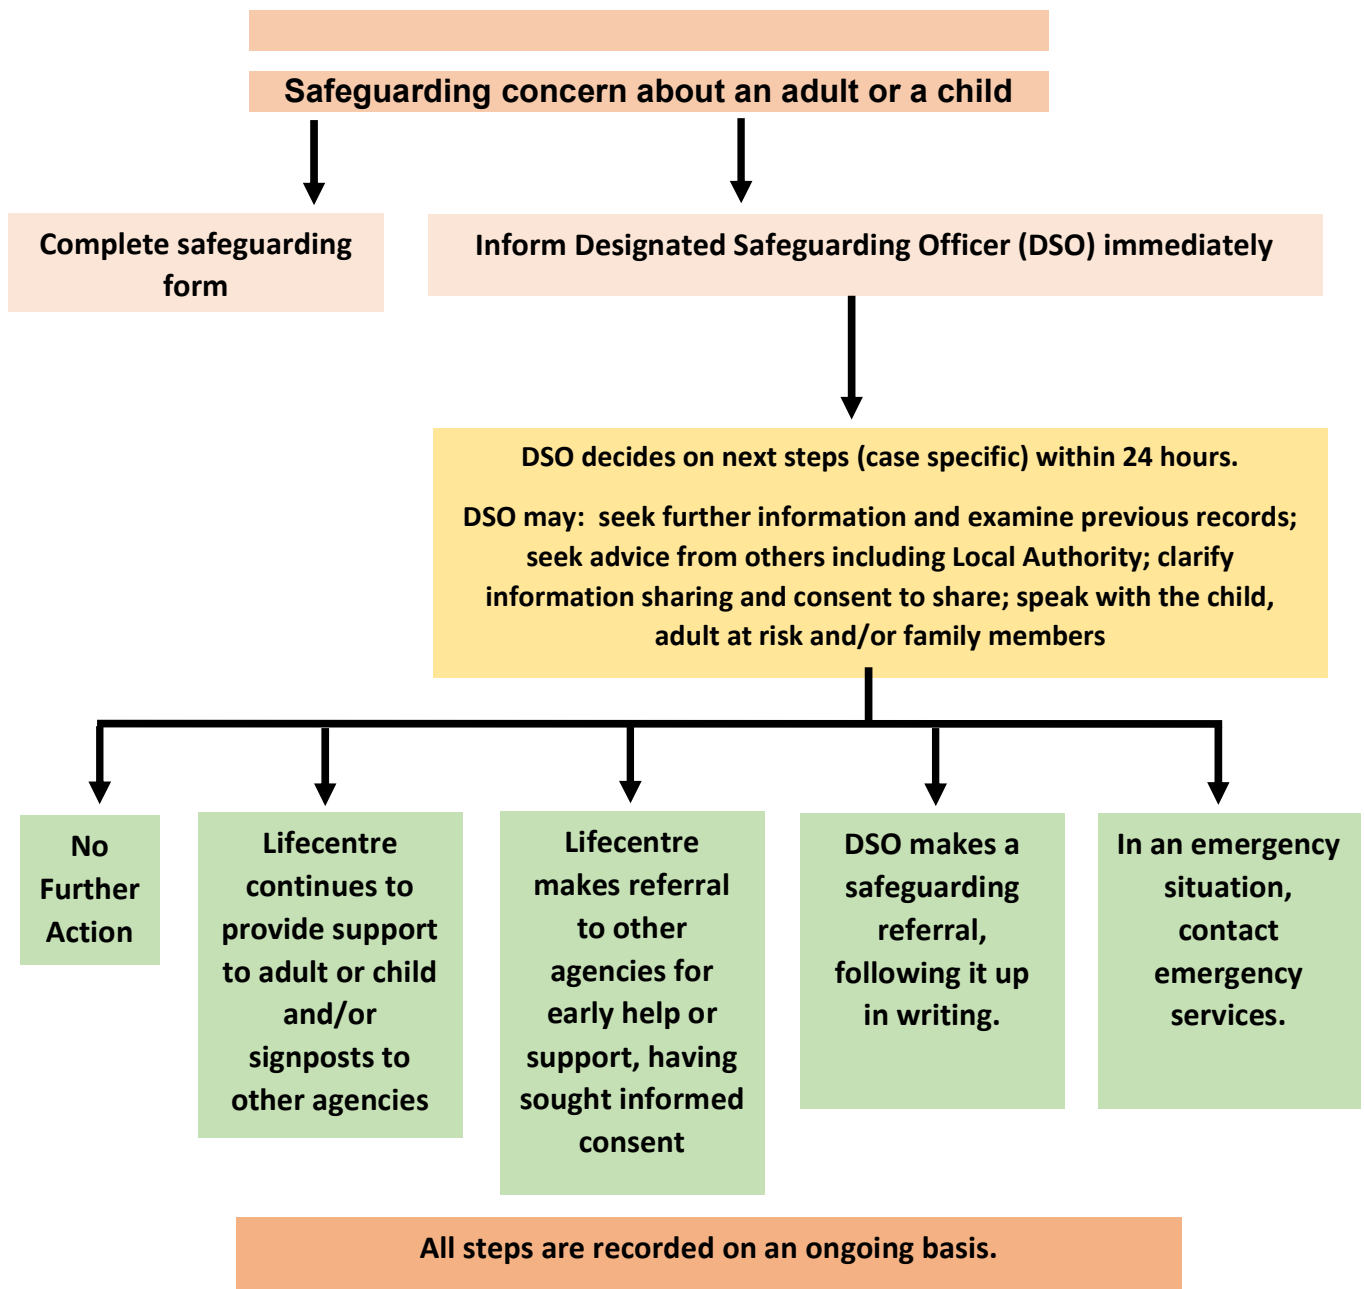 Safeguarding concern about an adult or a child
Complete safeguarding
form
Inform Designated Safeguarding Officer (DSO) immediately
DSO decides on next steps (case specific) within 24 hours.
DSO may:  seek further information and examine previous records;
seek advice from others including Local Authority; clarify
information sharing and consent to share; speak with the child,
adult at risk and/or family members
No
Further
Action
Lifecentre
continues to
provide support
to adult or child
and/or
signposts to
other agencies
Lifecentre
makes referral
to other
agencies for
early help or
support, having
sought informed
consent
DSO makes a
safeguarding
referral,
following it up
in writing.
In an emergency
situation,
contact
emergency
services.
All steps are recorded on an ongoing basis.